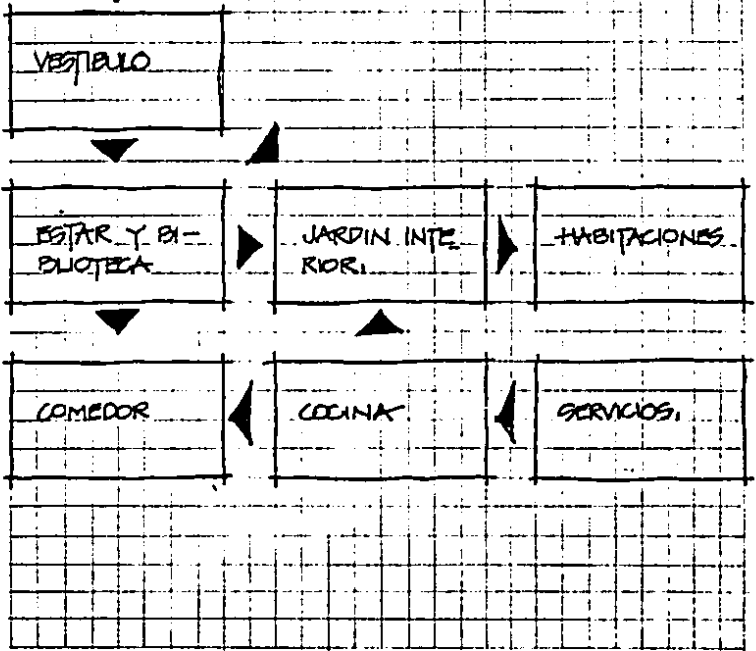 VESTIBULO
ESTAR Y BI-
BLIOTECA
JARDIN INTE
RIOR.
HABITACIONES
COMEDOR
COCINA
SERVICIOS.